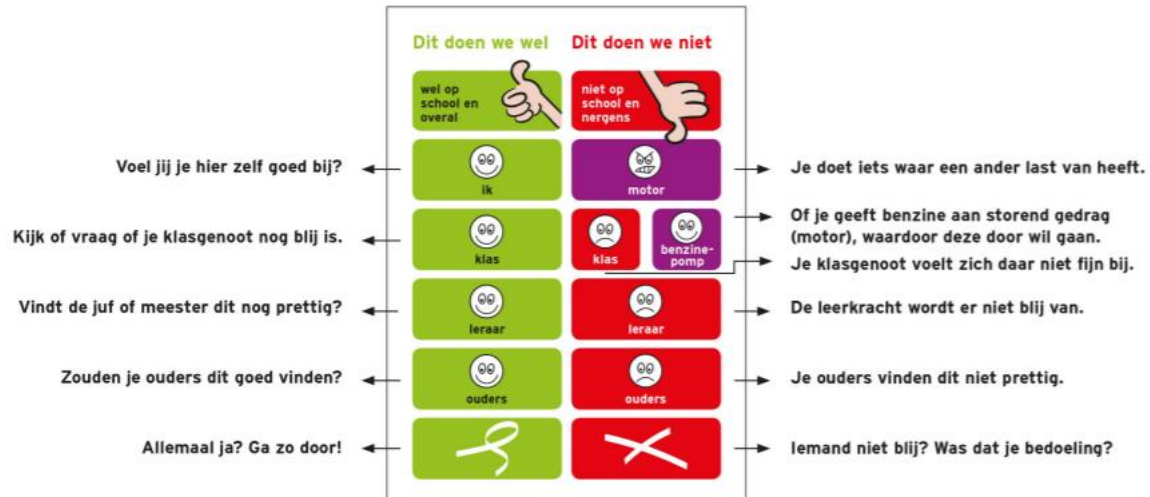 Dit doen we wel
Dit doen we niet
wel op
school en
overal
niet op
school en
nergens
Voel jij je hier zelf goed bij?
ik
motor
Je doet iets waar een ander last van heeft.
Kijk of vraag of je klasgenoot nog blij is.
klas
klas
benzine-
pomp
Of je geeft benzine aan storend gedrag
(motor), waardoor deze door wil gaan.
Je klasgenoot voelt zich daar niet fijn bij.
Vindt de juf of meester dit nog prettig?
leraar
leraar
De leerkracht wordt er niet blij van.
Zouden je ouders dit goed vinden?
ouders
ouders
Je ouders vinden dit niet prettig.
Allemaal ja? Ga zo door!
Iemand niet blij? Was dat je bedoeling?